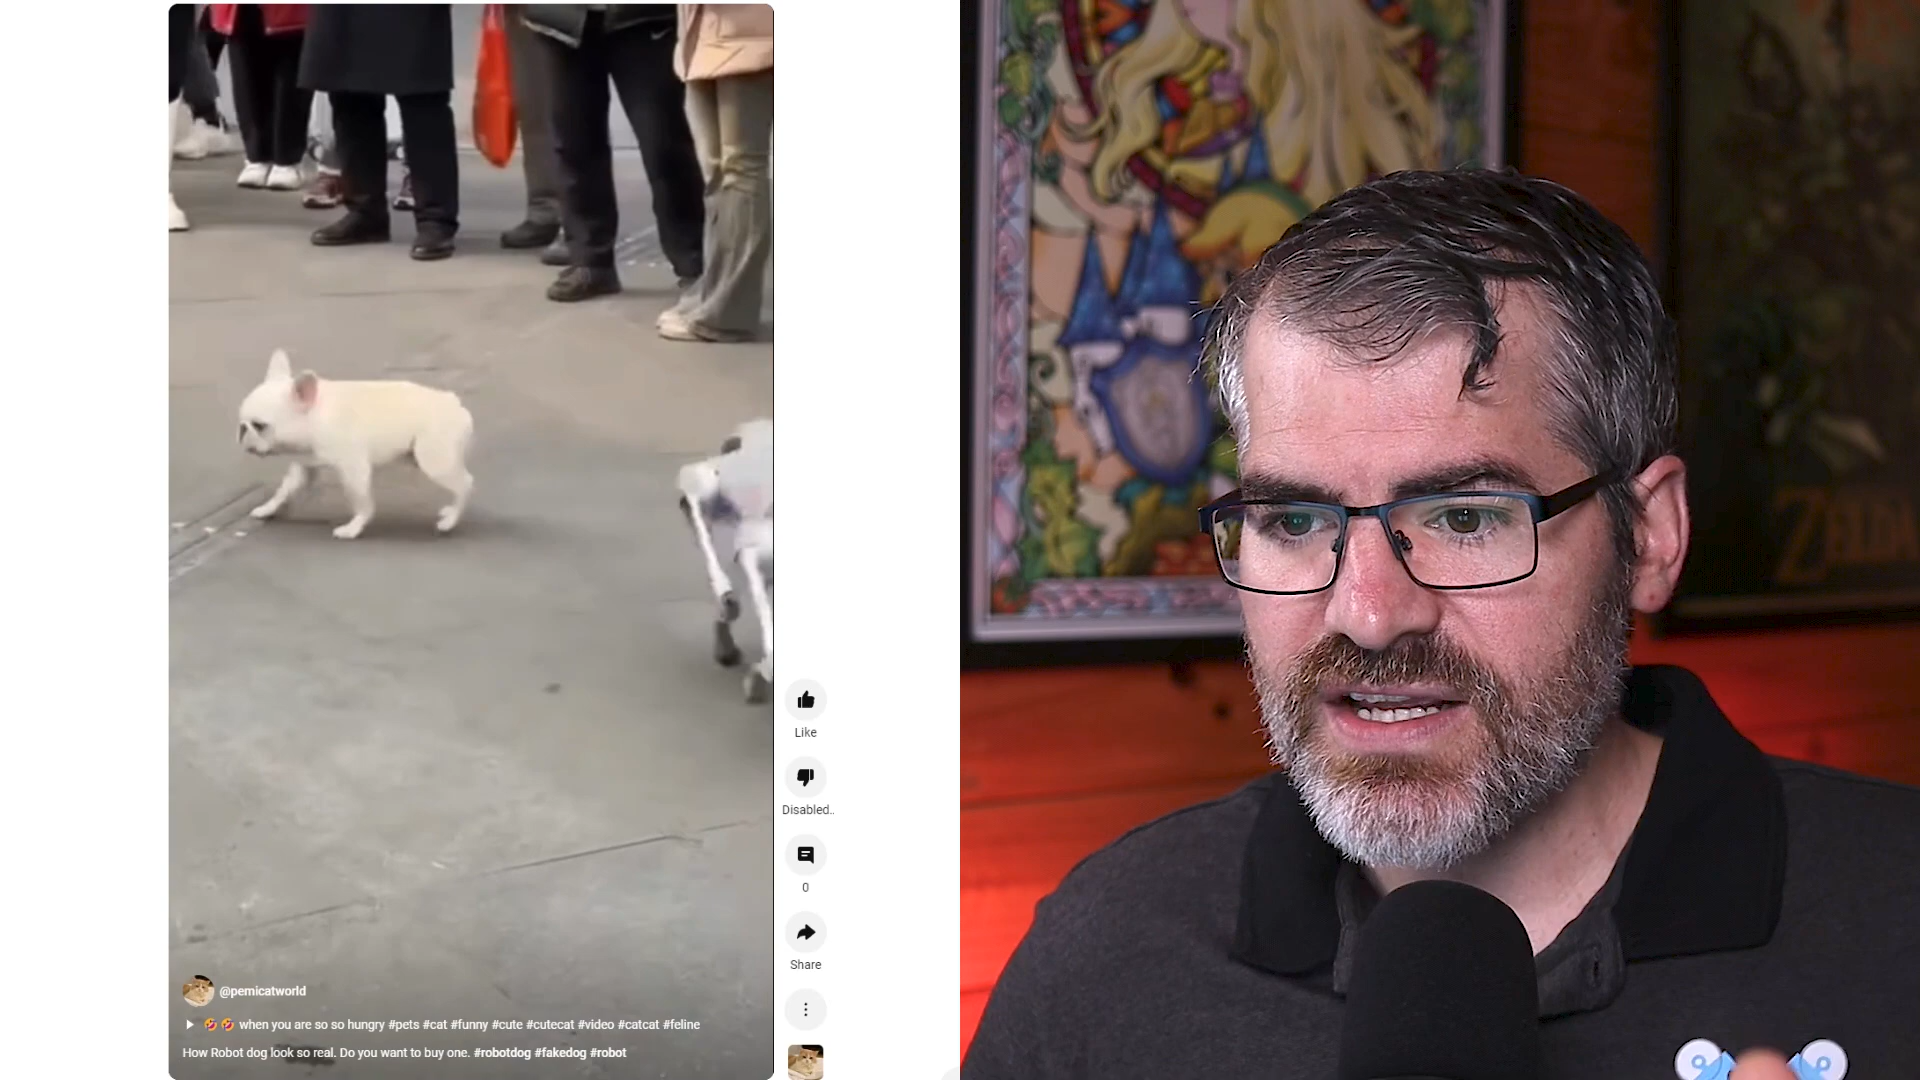 Like
Disabled..
0
Share
@pemicatworld
🤣🤣 when you are so so hungry #pets #cat #funny #cute #cutecat #video #catcat #feline
How Robot dog look so real. Do you want to buy one. #robotdog #fakedog #robot
ZELDA